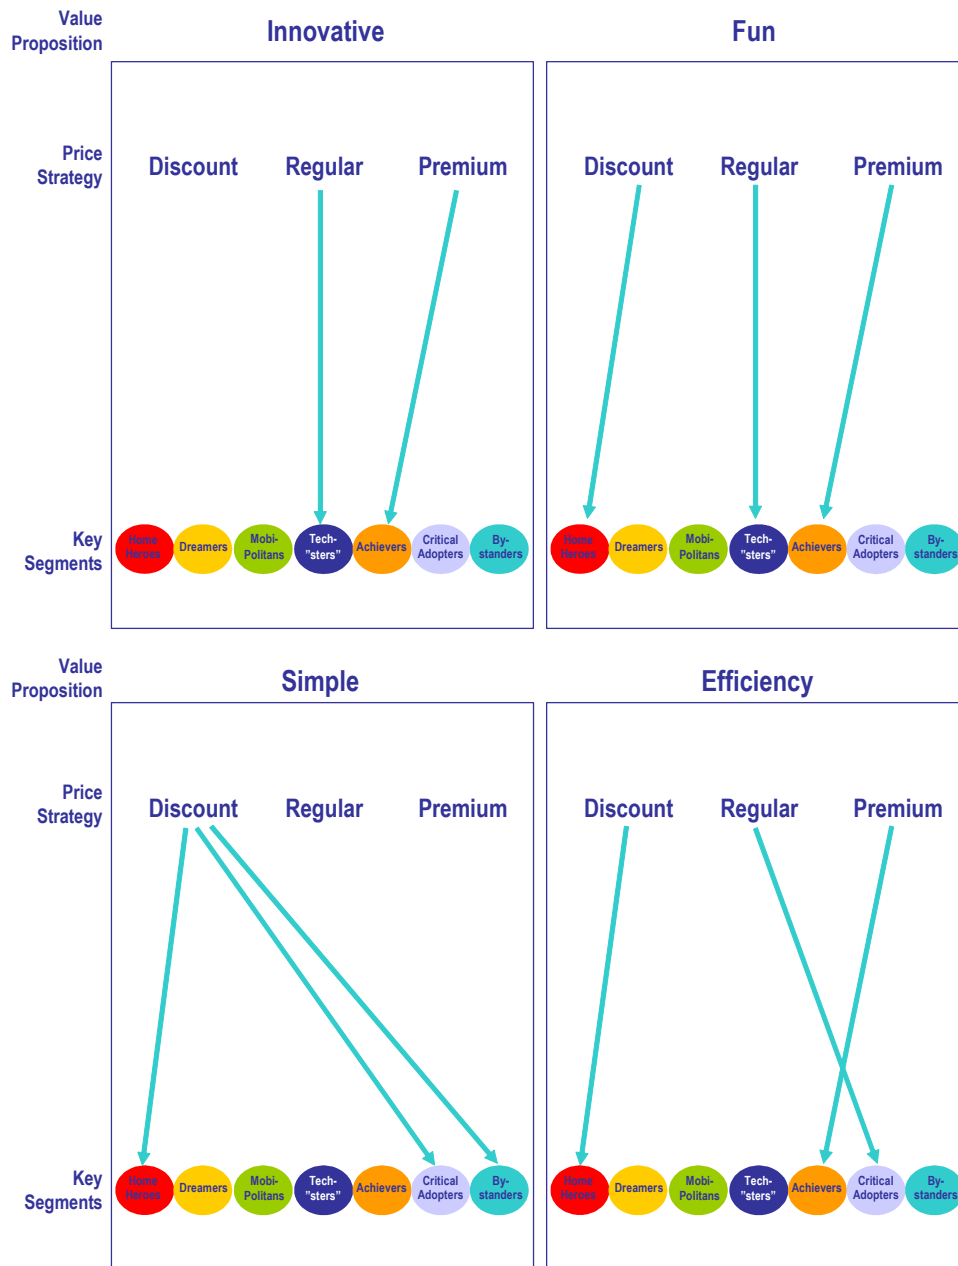 Value
Proposition
Innovative
Fun
Price
Strategy
Discount Regular Premium
Discount Regular Premium
Key
Segments
Home
Heroes
Dreamers
Mobi-
Politans
Tech-
"sters"
Achievers
Critical
Adopters
By-
standers
Home
Heroes
Dreamers
Mobi-
Politans
Tech-
"sters"
Achievers
Critical
Adopters
By-
standers
Value
Proposition
Simple
Efficiency
Price
Strategy
Discount Regular Premium
Discount Regular Premium
Key
Segments
Home
Heroes
Dreamers
Mobi-
Politans
Tech-
"sters"
Achievers
Critical
Adopters
By-
standers
Home
Heroes
Dreamers
Mobi-
Politans
Tech-
"sters"
Achievers
Critical
Adopters
By-
standers